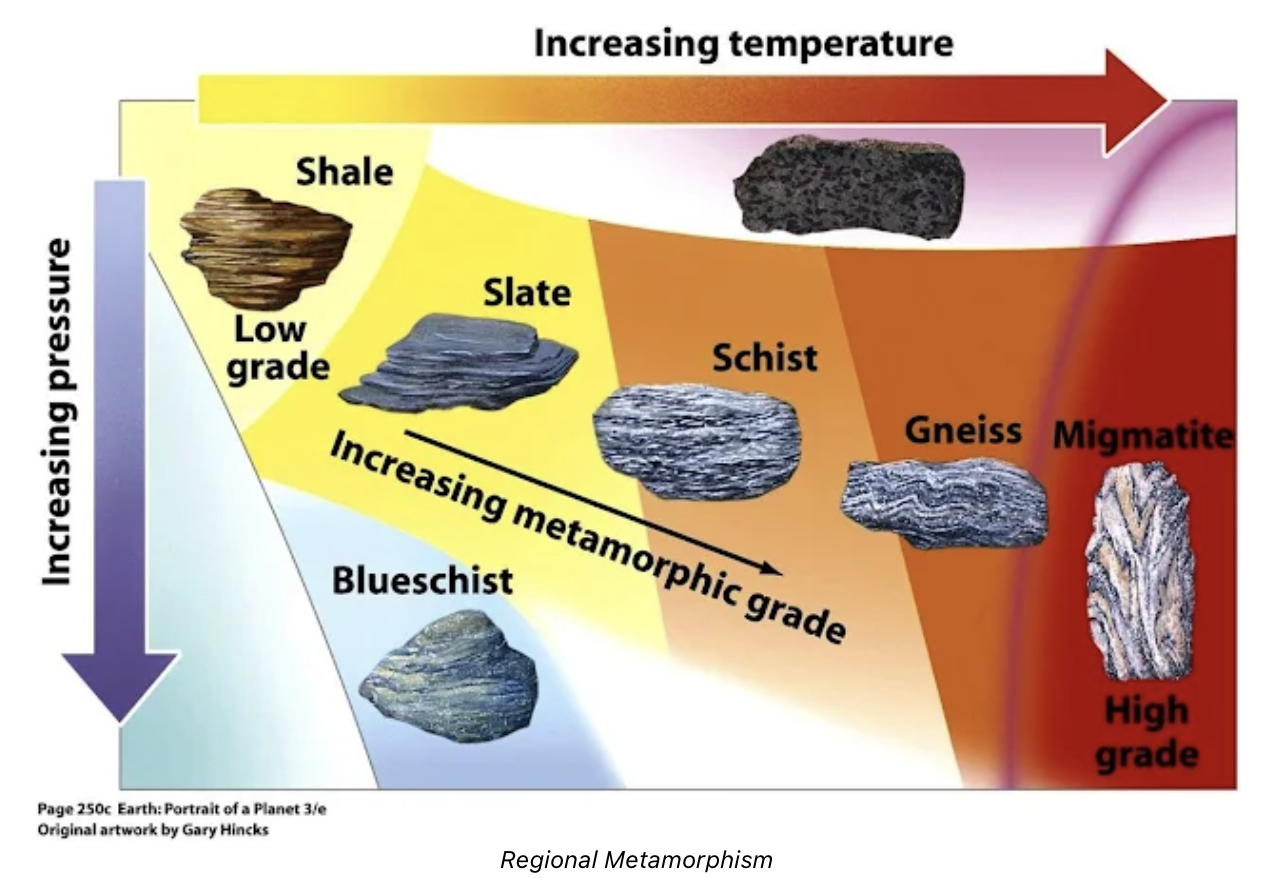 Increasing temperature
Increasing pressure
Shale
Low
grade
Slate
Schist
Gneiss
Migmatite
Increasing metamorphic grade
Blueschist
High
grade
Page 250c Earth: Portrait of a Planet 3/e
Original artwork by Gary Hincks
Regional Metamorphism